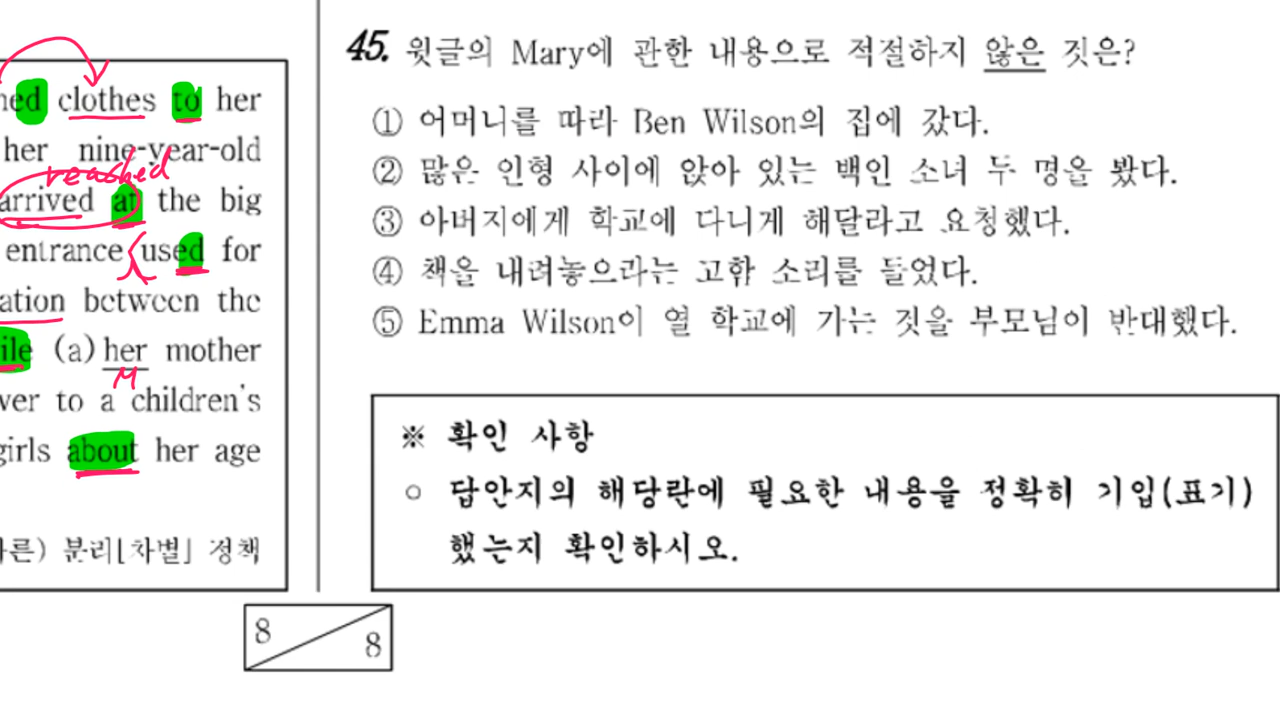 ed clothes to her
her nine-year-old
reached
arrived at the big
entrance used for
ation between the
ile (a) her mother
M
ver to a children's
girls about her age
른) 분리[차별] 정책
45. 윗글의 Mary에 관한 내용으로 적절하지 않은 것은?
① 어머니를 따라 Ben Wilson의 집에 갔다.
② 많은 인형 사이에 앉아 있는 백인 소녀 두 명을 봤다.
③ 아버지에게 학교에 다니게 해달라고 요청했다.
④ 책을 내려놓으라는 고함 소리를 들었다.
⑤ Emma Wilson이 열 학교에 가는 것을 부모님이 반대했다.
※ 확인 사항
○ 답안지의 해당란에 필요한 내용을 정확히 기입(표기)
했는지 확인하시오.
8
8